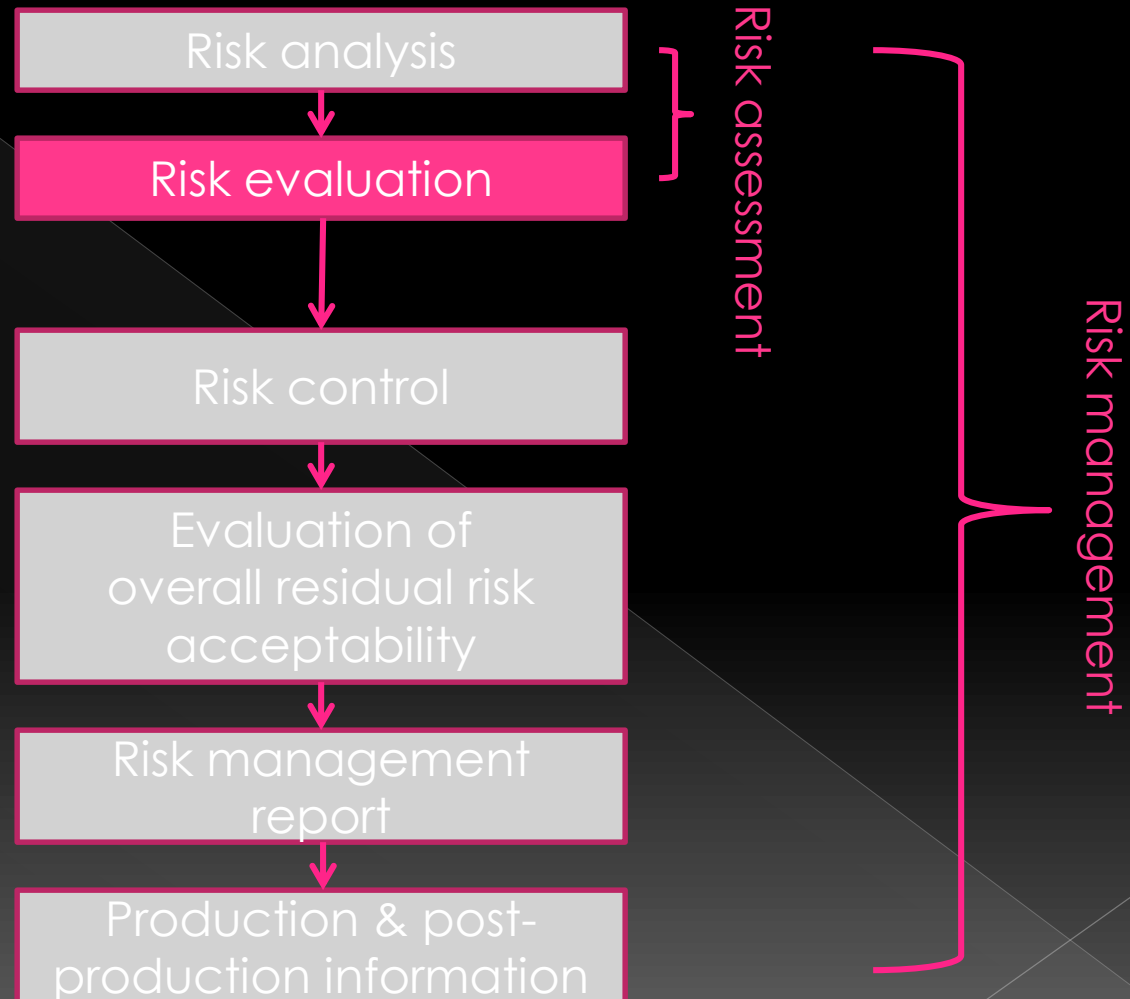 Risk analysis
Risk evaluation
Risk control
Evaluation of
overall residual risk
acceptability
Risk management
report
Production & post-
production information
Risk assessment
Risk management